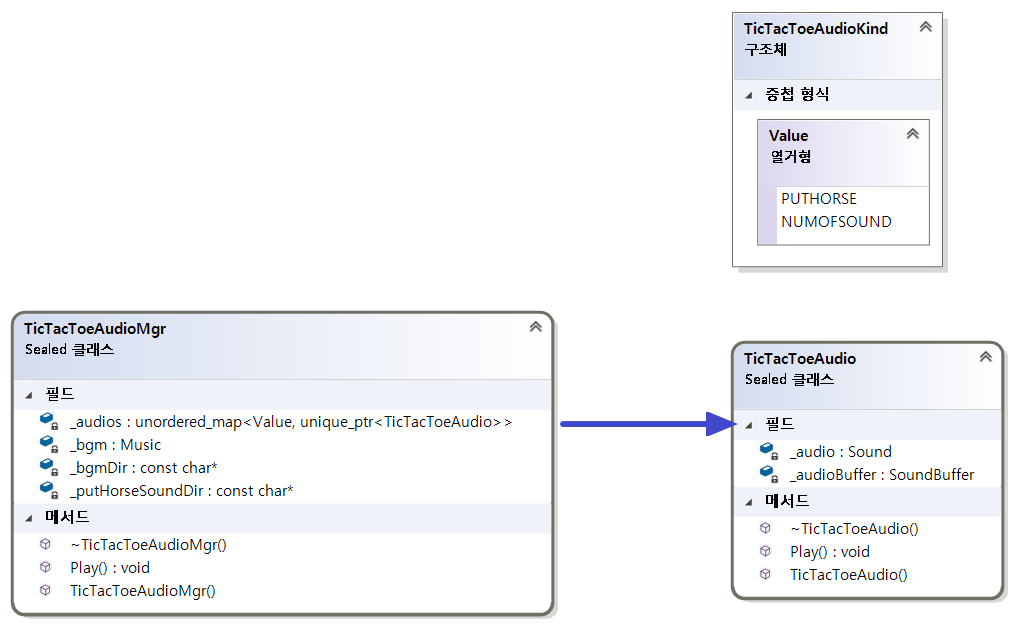 TicTacToeAudioKind
구조체
중첩 형식
Value
열거형
PUTHORSE
NUMOFSOUND
TicTacToeAudioMgr
Sealed 클래스
필드
_audios : unordered_map<Value, unique_ptr<TicTacToeAudio>>
_bgm : Music
_bgmDir : const char*
_putHorseSoundDir : const char*
메서드
~TicTacToeAudioMgr()
Play() : void
TicTacToeAudioMgr()
TicTacToeAudio
Sealed 클래스
필드
_audio : Sound
_audioBuffer : SoundBuffer
메서드
~TicTacToeAudio()
Play() : void
TicTacToeAudio()